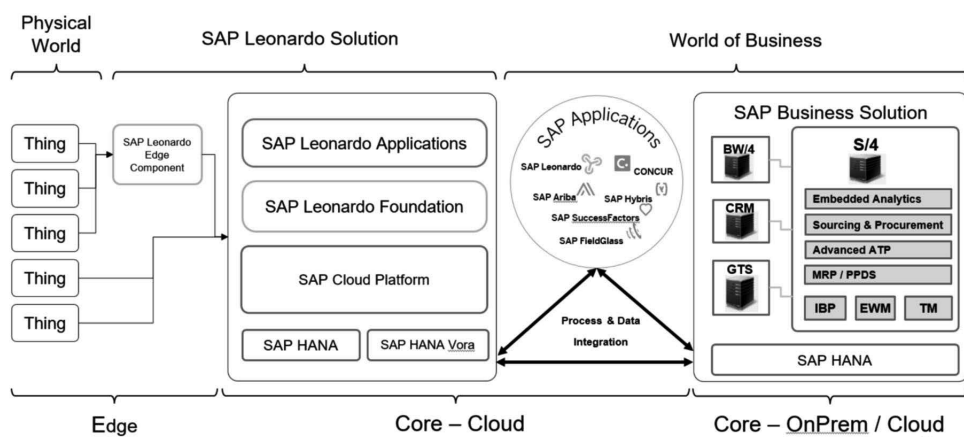 Physical
World
SAP Leonardo Solution
World of Business
Thing
Thing
Thing
Thing
Thing
SAP Leonardo
Edge
Component
SAP Leonardo Applications
SAP Leonardo Foundation
SAP Cloud Platform
SAP HANA
SAP HANA Vora
SAP Applications
SAP Leonardo
C.
CONCUR
SAP Ariba
SAP Hybris
SAP SuccessFactors
SAP FieldGlass
Process & Data
Integration
SAP Business Solution
BW/4
CRM
GTS
S/4
Embedded Analytics
Sourcing & Procurement
Advanced ATP
MRP / PPDS
IBP
EWM
TM
SAP HANA
Edge
Core – Cloud
Core – OnPrem / Cloud